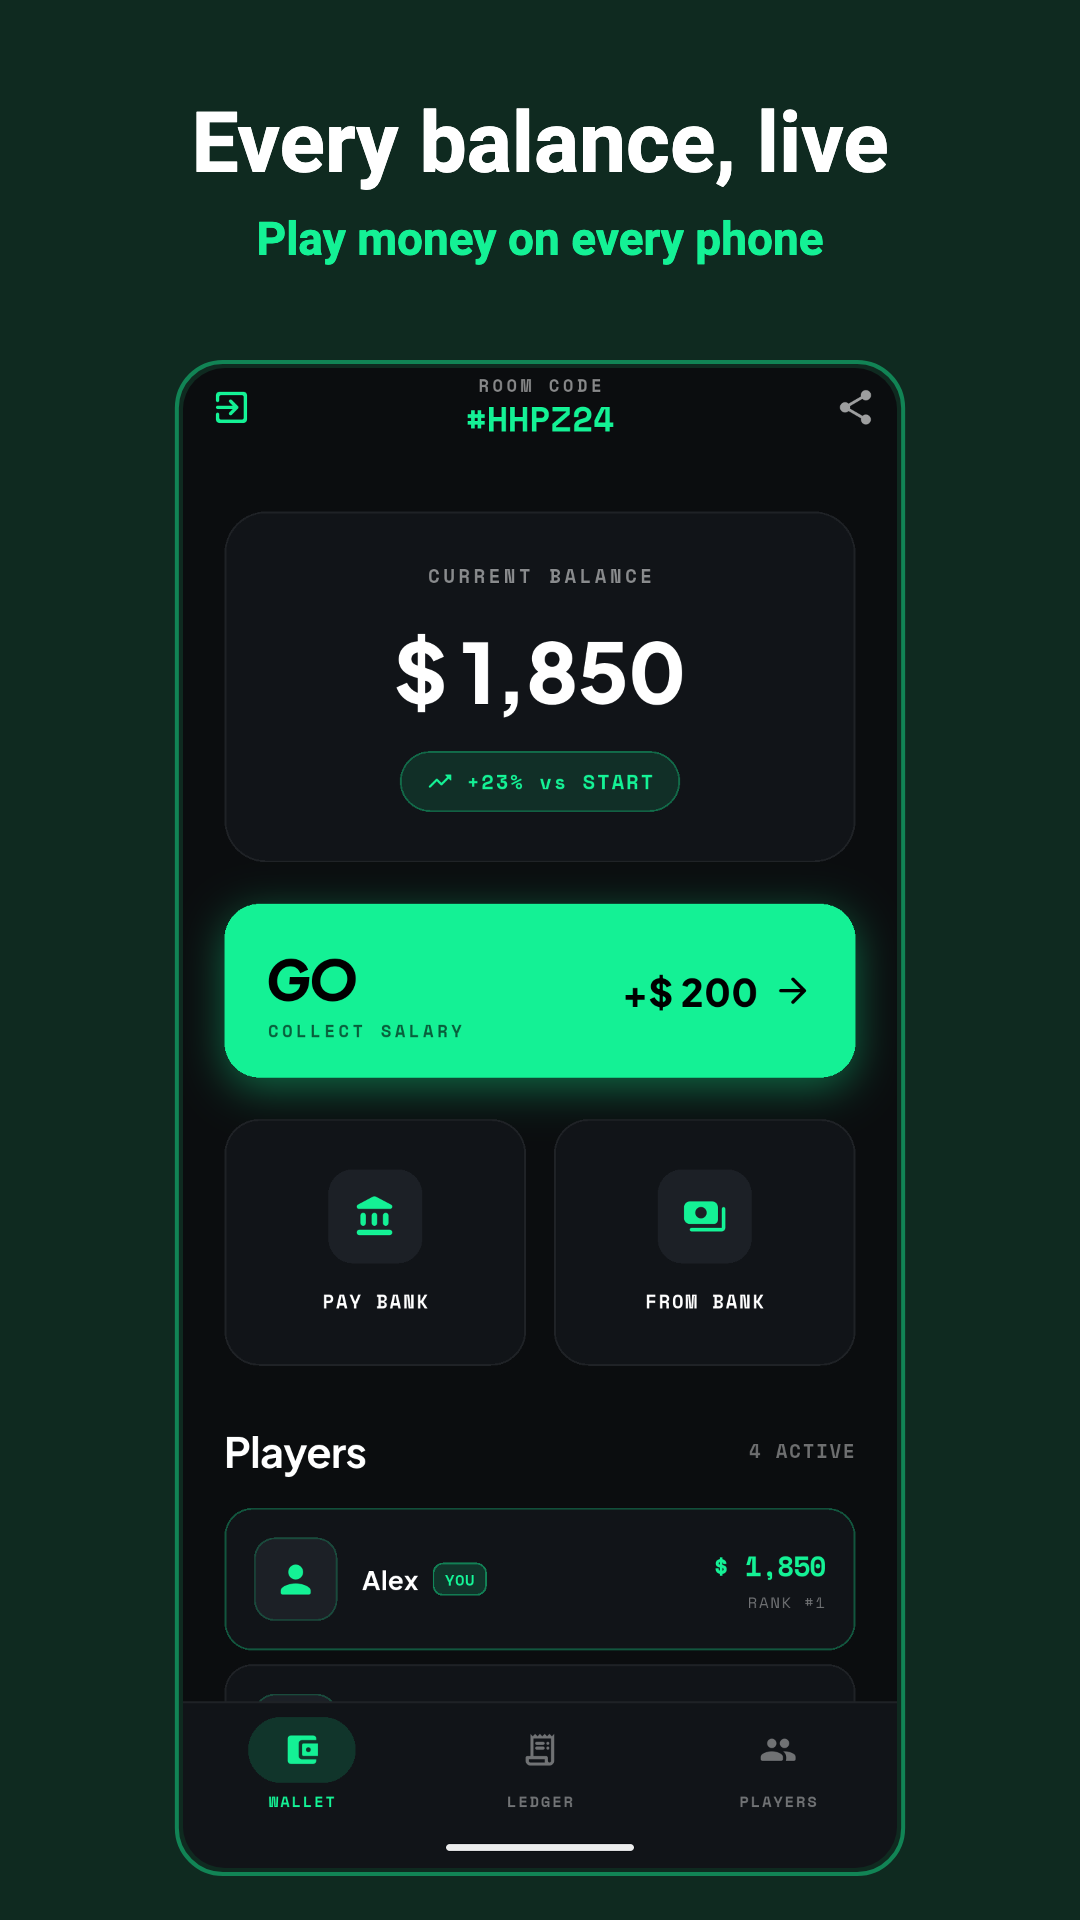 Every balance, live
Play money on every phone
ROOM CODE
#HHPZ24
CURRENT BALANCE
$1,850
+23% vs START
GO
COLLECT SALARY
+$200
PAY BANK
FROM BANK
Players
4 ACTIVE
Alex
YOU
$ 1,850
RANK #1
WALLET
LEDGER
PLAYERS